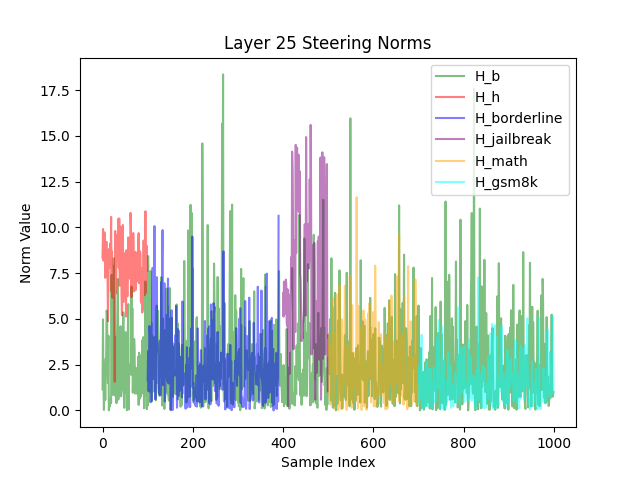 Layer 25 Steering Norms
H_b
H_h
H_borderline
H_jailbreak
H_math
H_gsm8k
Norm Value
17.5
15.0
12.5
10.0
7.5
5.0
2.5
0.0
0 200 400 600 800 1000
Sample Index